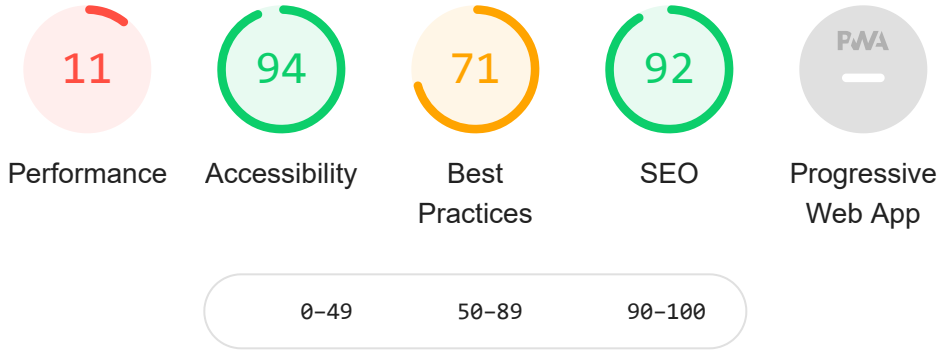 11
94
71
92
PWA
Performance
Accessibility
Best
Practices
SEO
Progressive
Web App
0–49
50–89
90–100